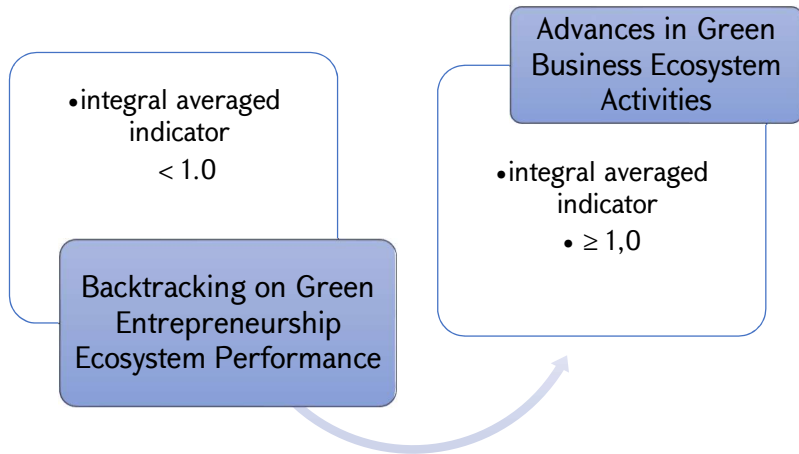 •integral averaged
indicator
< 1.0
Backtracking on Green
Entrepreneurship
Ecosystem Performance
Advances in Green
Business Ecosystem
Activities
•integral averaged
indicator
• ≥ 1,0